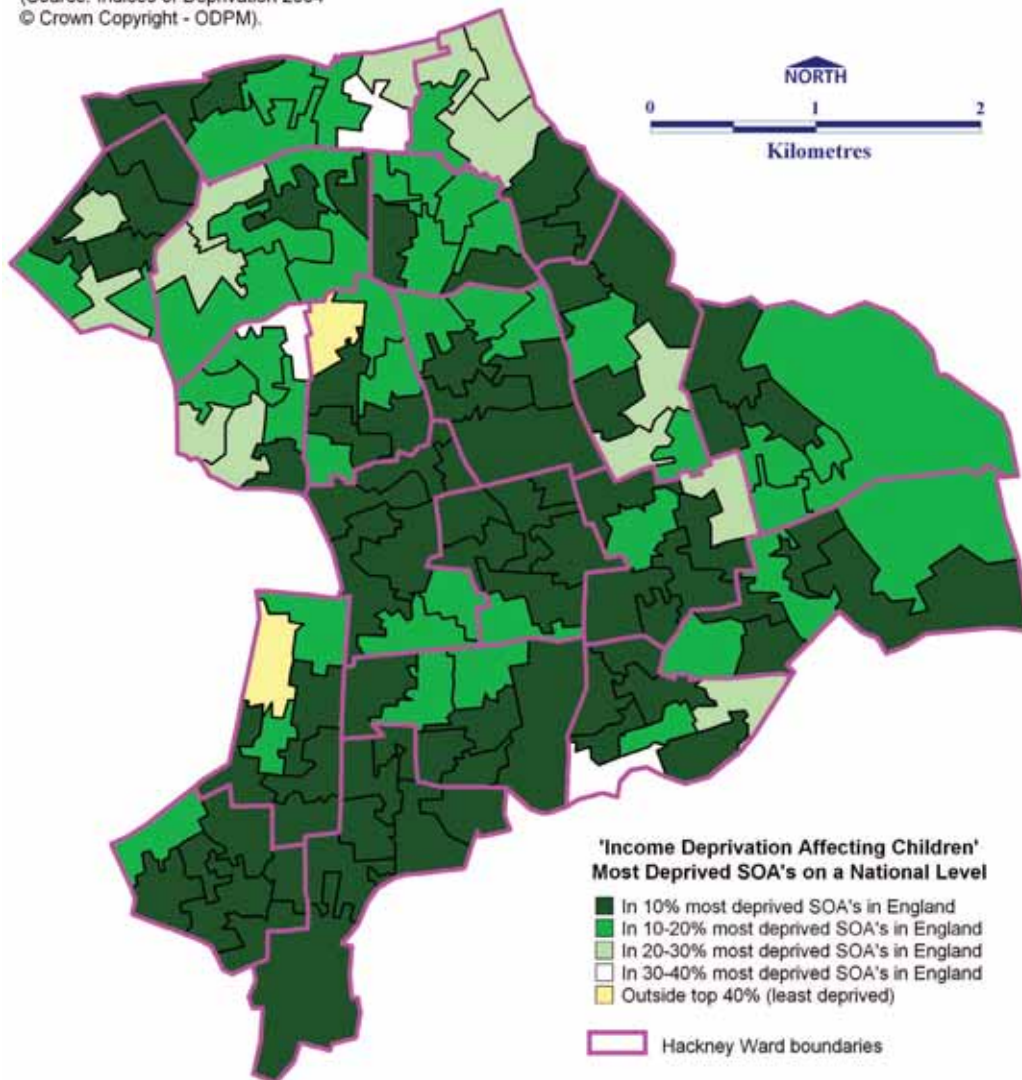 © Crown Copyright - ODPM).
NORTH
0 1 2
Kilometres
'Income Deprivation Affecting Children'
Most Deprived SOA's on a National Level
In 10% most deprived SOA's in England
In 10-20% most deprived SOA's in England
In 20-30% most deprived SOA's in England
In 30-40% most deprived SOA's in England
Outside top 40% (least deprived)
Hackney Ward boundaries